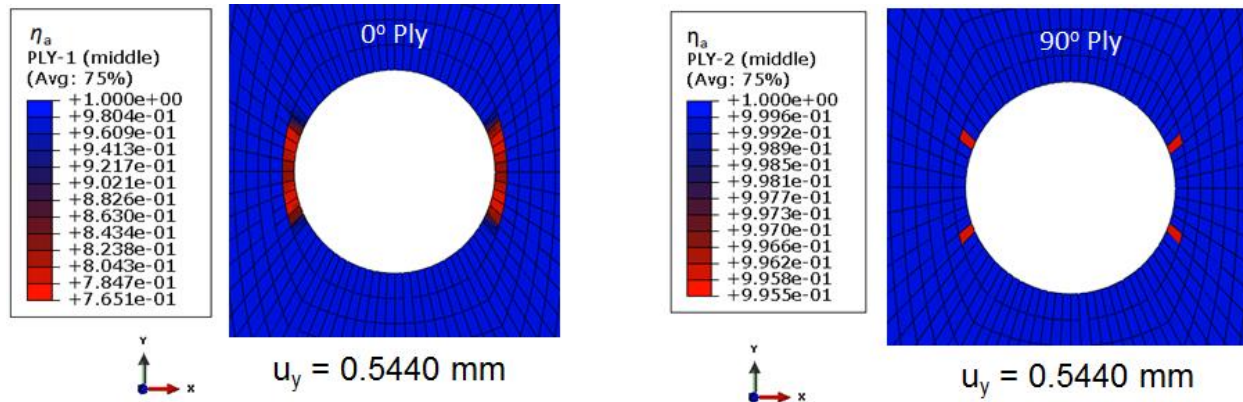 ηa
PLY-1 (middle)
(Avg: 75%)
+1.000e+00
+9.804e-01
+9.609e-01
+9.413e-01
+9.217e-01
+9.021e-01
+8.826e-01
+8.630e-01
+8.434e-01
+8.238e-01
+8.043e-01
+7.847e-01
+7.651e-01
0º Ply
Y
X
uy = 0.5440 mm
ηa
PLY-2 (middle)
(Avg: 75%)
+1.000e+00
+9.996e-01
+9.992e-01
+9.989e-01
+9.985e-01
+9.981e-01
+9.977e-01
+9.973e-01
+9.970e-01
+9.966e-01
+9.962e-01
+9.958e-01
+9.955e-01
90º Ply
Y
X
uy = 0.5440 mm